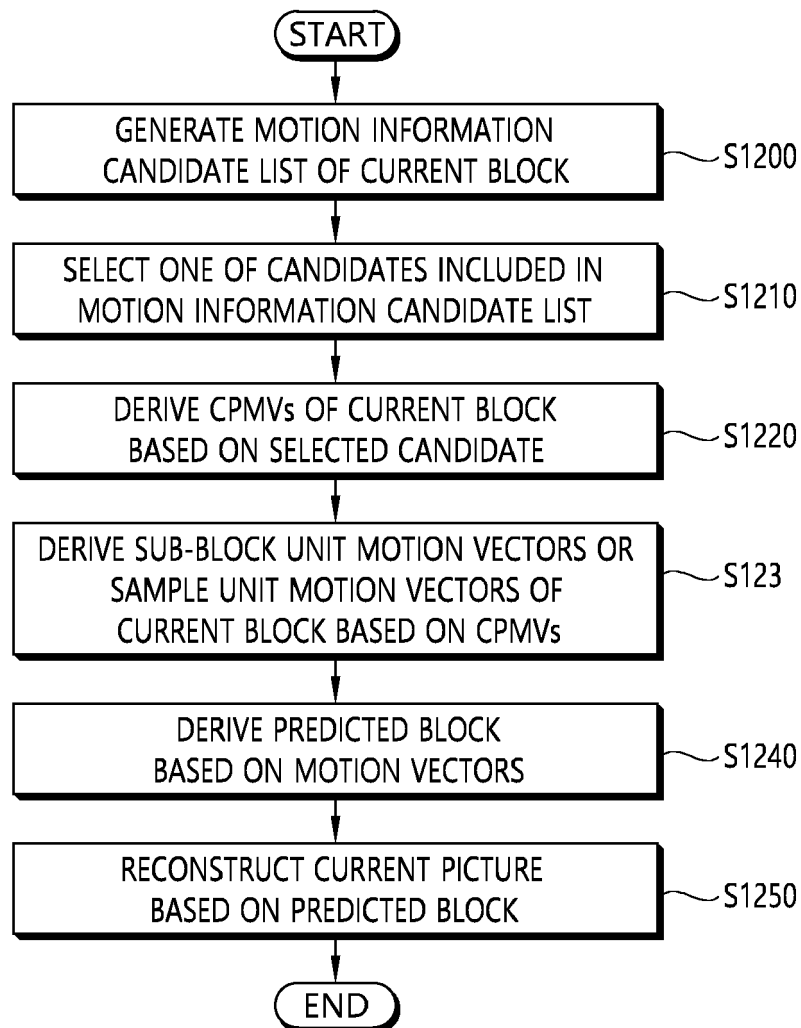 START
GENERATE MOTION INFORMATION
CANDIDATE LIST OF CURRENT BLOCK
S1200
SELECT ONE OF CANDIDATES INCLUDED IN
MOTION INFORMATION CANDIDATE LIST
S1210
DERIVE CPMVs OF CURRENT BLOCK
BASED ON SELECTED CANDIDATE
S1220
DERIVE SUB-BLOCK UNIT MOTION VECTORS OR
SAMPLE UNIT MOTION VECTORS OF
CURRENT BLOCK BASED ON CPMVs
S123
DERIVE PREDICTED BLOCK
BASED ON MOTION VECTORS
S1240
RECONSTRUCT CURRENT PICTURE
BASED ON PREDICTED BLOCK
S1250
END